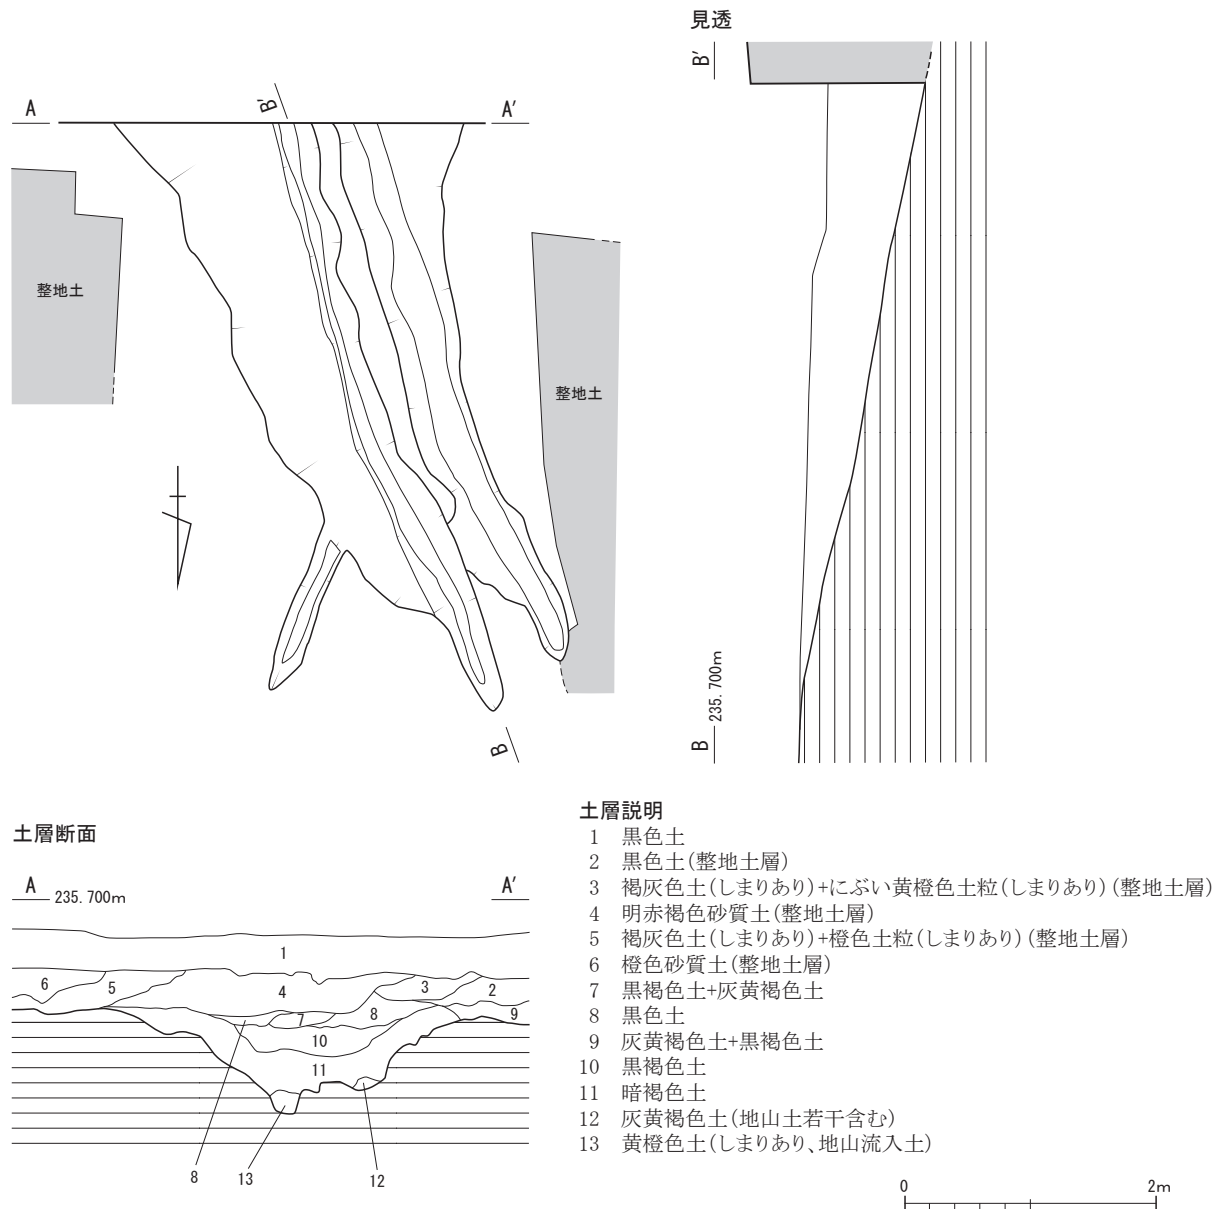 見透
B′
A
B′
A′
整地土
整地土
235.700m
B
B
土層断面
A
235.700m
A′
1
6
5
4
3
2
7
8
9
10
11
8
13
12
土層説明
1 黒色土
2 黒色土(整地土層)
3 褐灰色土(しまりあり)+にぶい黄橙色土粒(しまりあり)(整地土層)
4 明赤褐色砂質土(整地土層)
5 褐灰色土(しまりあり)+橙色土粒(しまりあり)(整地土層)
6 橙色砂質土(整地土層)
7 黒褐色土+灰黄褐色土
8 黒色土
9 灰黄褐色土+黒褐色土
10 黒褐色土
11 暗褐色土
12 灰黄褐色土(地山土若干含む)
13 黄橙色土(しまりあり、地山流入土)
0 2m